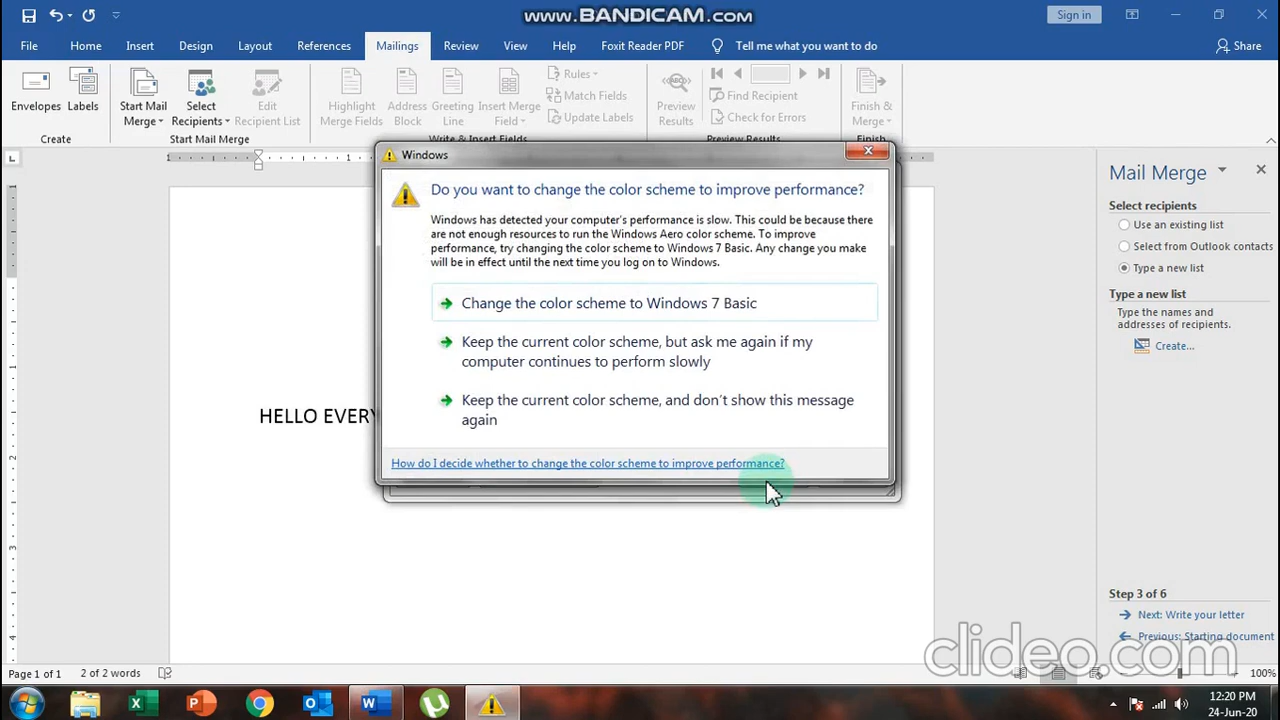 www.BANDICAM.com
Sign in
File Home Insert Design Layout References Mailings Review View Help Foxit Reader PDF Tell me what you want to do Share
Envelopes Labels
Create
Start Mail Merge
Select Recipients
Edit Recipient List
Start Mail Merge
Highlight Merge Fields
Address Block
Greeting Line
Insert Merge Field
Rules
Match Fields
Update Labels
Write & Insert Fields
Preview Results
Find Recipient
Check for Errors
Preview Results
Finish & Merge
Finish
1 1
Windows
Do you want to change the color scheme to improve performance?
Windows has detected your computer's performance is slow. This could be because there
are not enough resources to run the Windows Aero color scheme. To improve
performance, try changing the color scheme to Windows 7 Basic. Any change you make
will be in effect until the next time you log on to Windows.
Change the color scheme to Windows 7 Basic
Keep the current color scheme, but ask me again if my
computer continues to perform slowly
Keep the current color scheme, and don't show this message
again
How do I decide whether to change the color scheme to improve performance?
HELLO EVERY
Mail Merge
Select recipients
Use an existing list
Select from Outlook contacts
Type a new list
Type a new list
Type the names and
addresses of recipients.
Create...
Step 3 of 6
Next: Write your letter
Previous: Starting document
clideo.com
Page 1 of 1 2 of 2 words 100%
12:20 PM
24-Jun-20